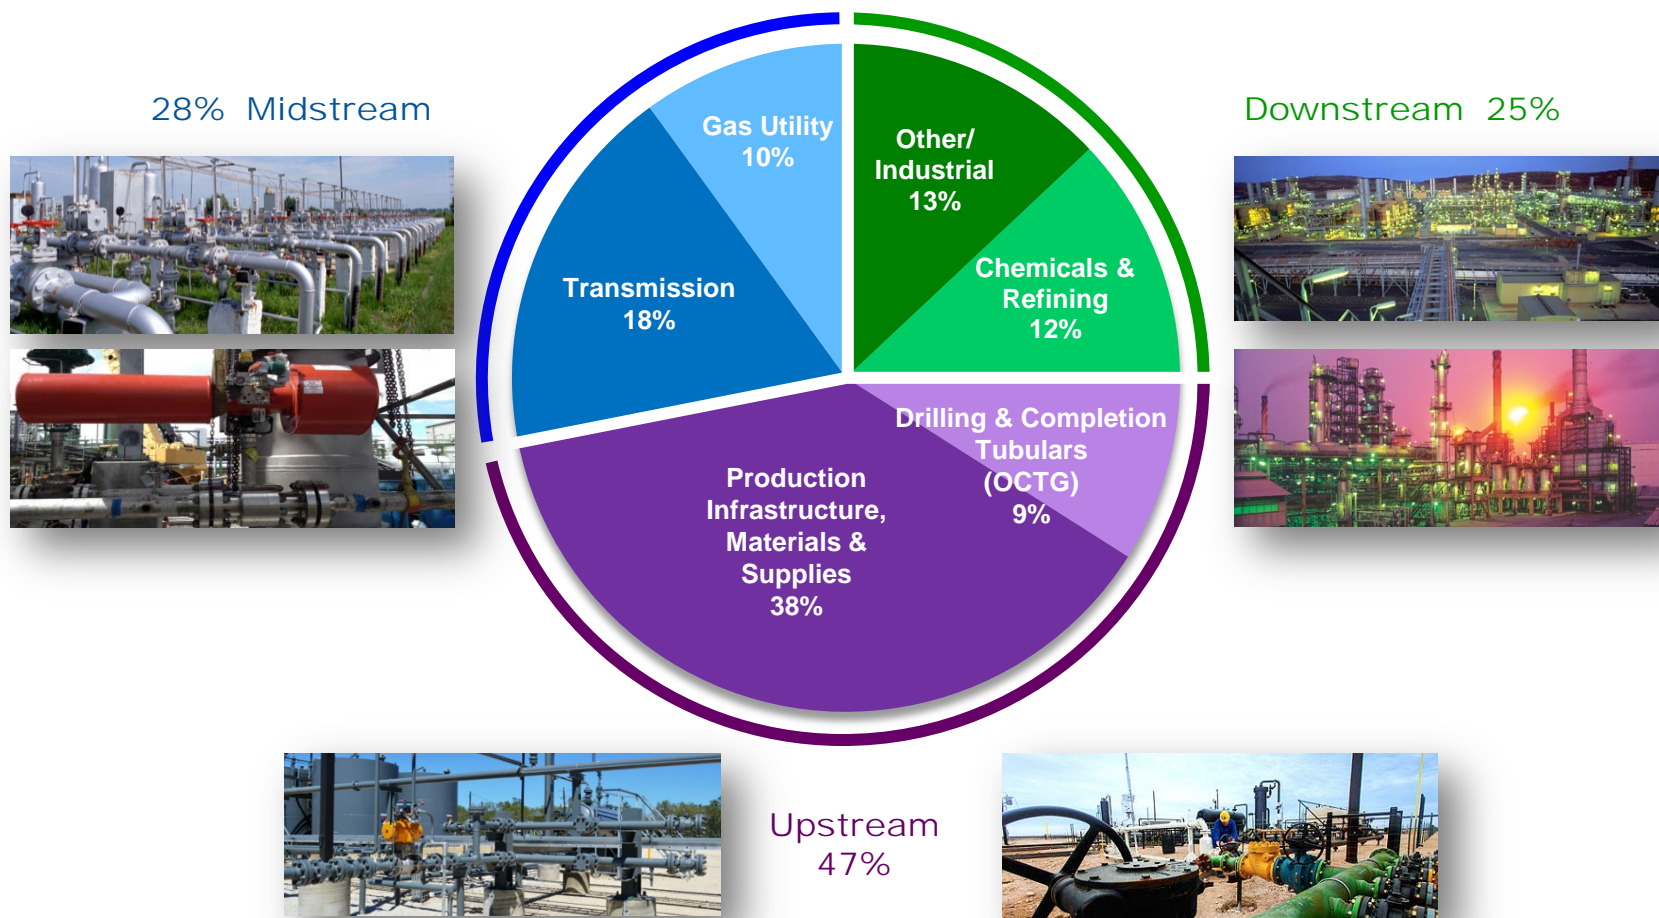 28% Midstream
Downstream 25%
Gas Utility
10%
Other/
Industrial
13%
Transmission
18%
Chemicals &
Refining
12%
Drilling & Completion
Tubulars
(OCTG)
9%
Production
Infrastructure,
Materials &
Supplies
38%
Upstream
47%